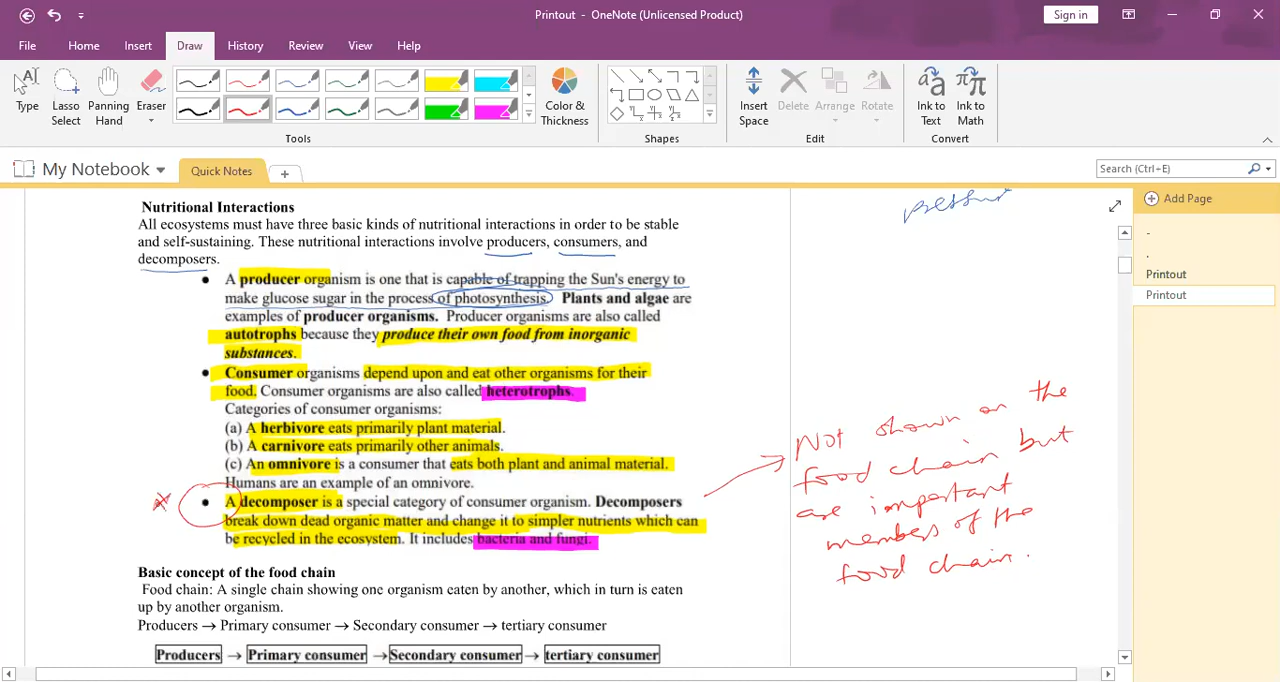 Printout - OneNote (Unlicensed Product)
Sign in
File Home Insert Draw History Review View Help
Type
Lasso Select
Panning Hand
Eraser
Color & Thickness
Insert Space
Delete
Arrange
Rotate
Ink to Text
Ink to Math
Tools
Shapes
Edit
Convert
My Notebook
Quick Notes
Search (Ctrl+E)
Add Page
-
.
Printout
Printout
Nutritional Interactions
All ecosystems must have three basic kinds of nutritional interactions in order to be stable
and self-sustaining. These nutritional interactions involve producers, consumers, and
decomposers.
● A producer organism is one that is capable of trapping the Sun's energy to
make glucose sugar in the process of photosynthesis. Plants and algae are
examples of producer organisms. Producer organisms are also called
autotrophs because they produce their own food from inorganic
substances.
● Consumer organisms depend upon and eat other organisms for their
food. Consumer organisms are also called heterotrophs.
Categories of consumer organisms:
(a) A herbivore eats primarily plant material.
(b) A carnivore eats primarily other animals.
(c) An omnivore is a consumer that eats both plant and animal material.
Humans are an example of an omnivore.
● A decomposer is a special category of consumer organism. Decomposers
break down dead organic matter and change it to simpler nutrients which can
be recycled in the ecosystem. It includes bacteria and fungi.
Not shown on the
food chain but
are important
members of the
food chain.
Basic concept of the food chain
Food chain: A single chain showing one organism eaten by another, which in turn is eaten
up by another organism.
Producers → Primary consumer → Secondary consumer → tertiary consumer
Producers → Primary consumer → Secondary consumer → tertiary consumer